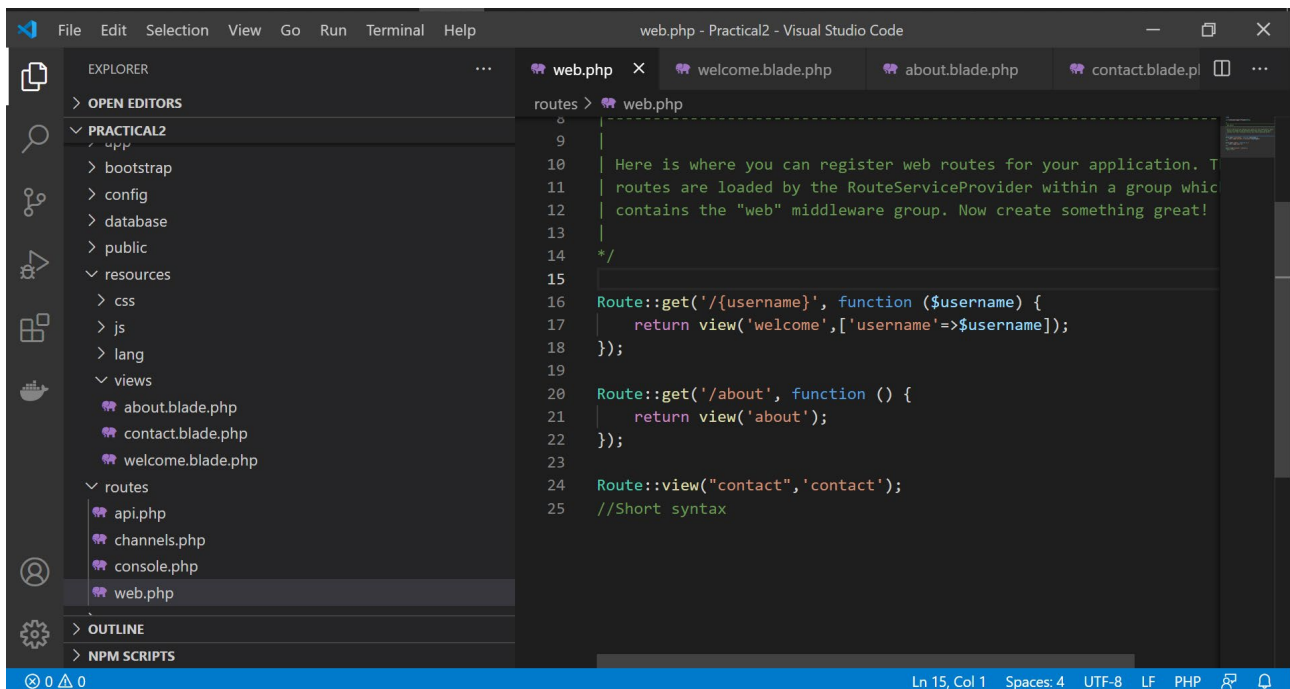 File Edit Selection View Go Run Terminal Help
web.php - Practical2 - Visual Studio Code
EXPLORER
OPEN EDITORS
PRACTICAL2
app
bootstrap
config
database
public
resources
css
js
lang
views
about.blade.php
contact.blade.php
welcome.blade.php
routes
api.php
channels.php
console.php
web.php
OUTLINE
NPM SCRIPTS
web.php welcome.blade.php about.blade.php contact.blade.p
routes > web.php
8 |--------------------------------------------------------------------------
9 |
10 | Here is where you can register web routes for your application. T
11 | routes are loaded by the RouteServiceProvider within a group whic
12 | contains the "web" middleware group. Now create something great!
13 |
14 */
15
16 Route::get('/{username}', function ($username) {
17     return view('welcome',['username'=>$username]);
18 });
19
20 Route::get('/about', function () {
21     return view('about');
22 });
23
24 Route::view("contact",'contact');
25 //Short syntax
0 0 Ln 15, Col 1 Spaces: 4 UTF-8 LF PHP